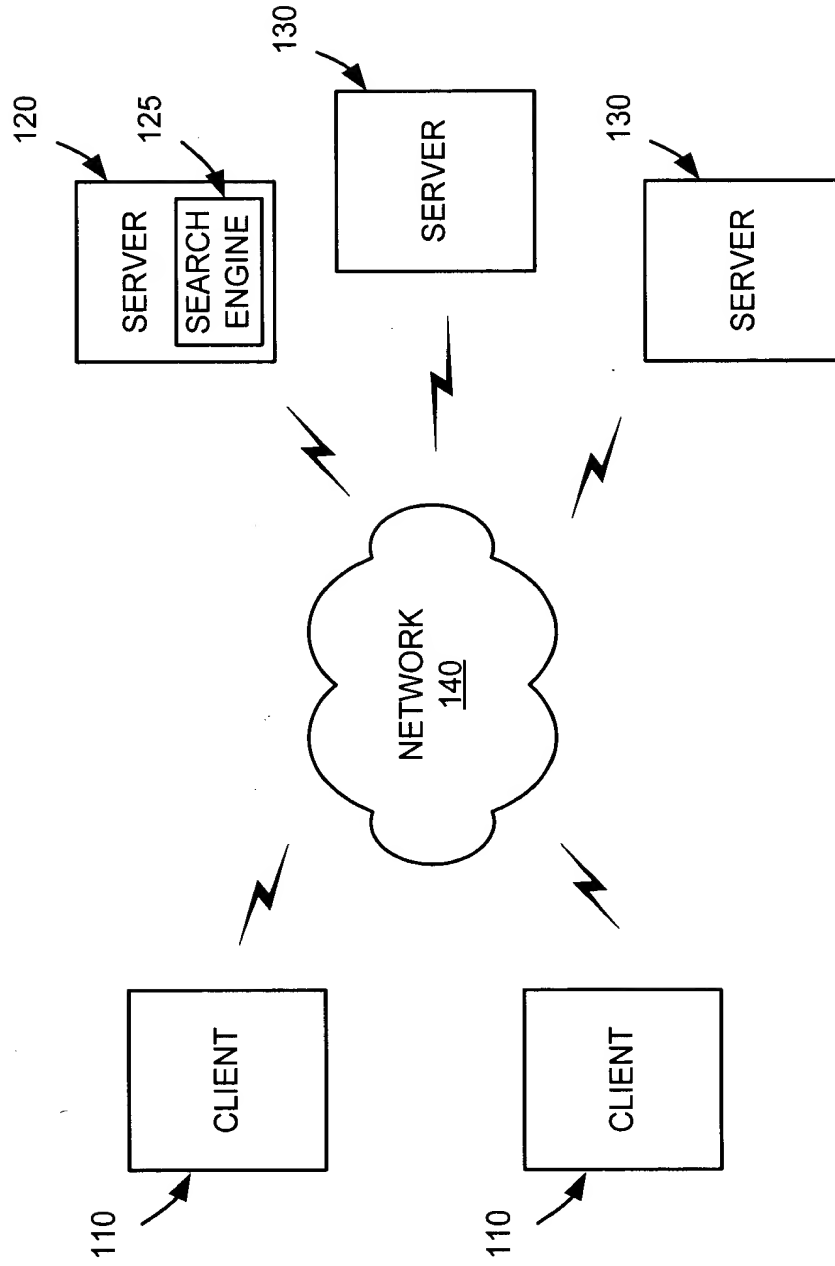 110
CLIENT
110
CLIENT
NETWORK
140
120
SERVER
125
SEARCH
ENGINE
130
SERVER
130
SERVER